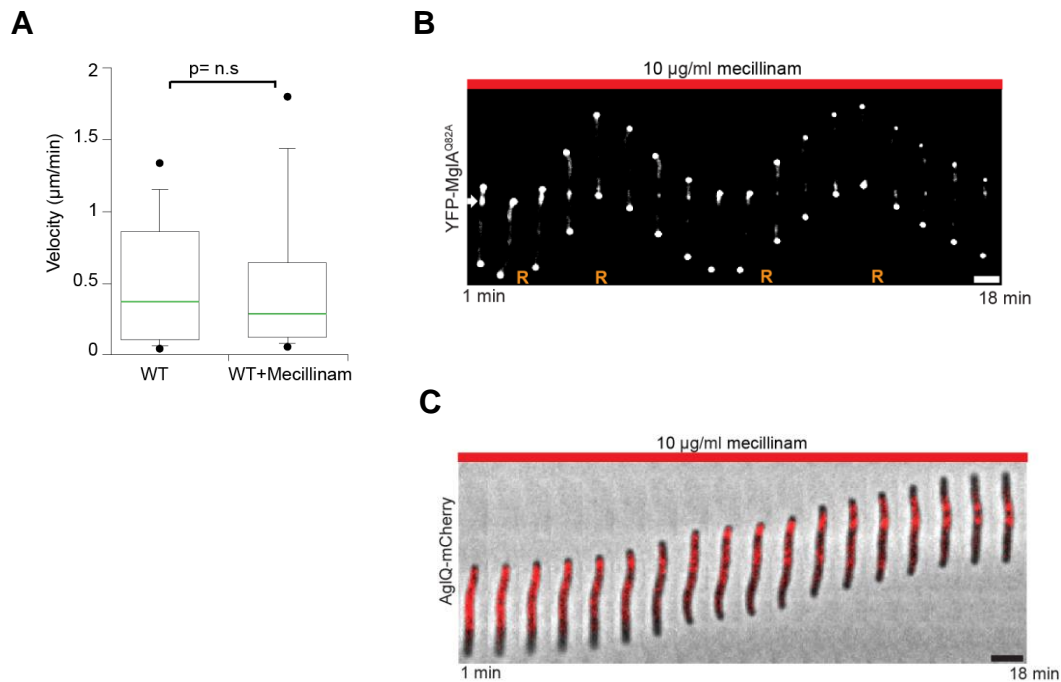 A
2
1.5
1
0.5
0
Velocity (µm/min)
p= n.s
WT
WT+Mecillinam
B
10 µg/ml mecillinam
YFP-MglA^Q82A
R
R
R
R
1 min
18 min
C
10 µg/ml mecillinam
AglQ-mCherry
1 min
18 min